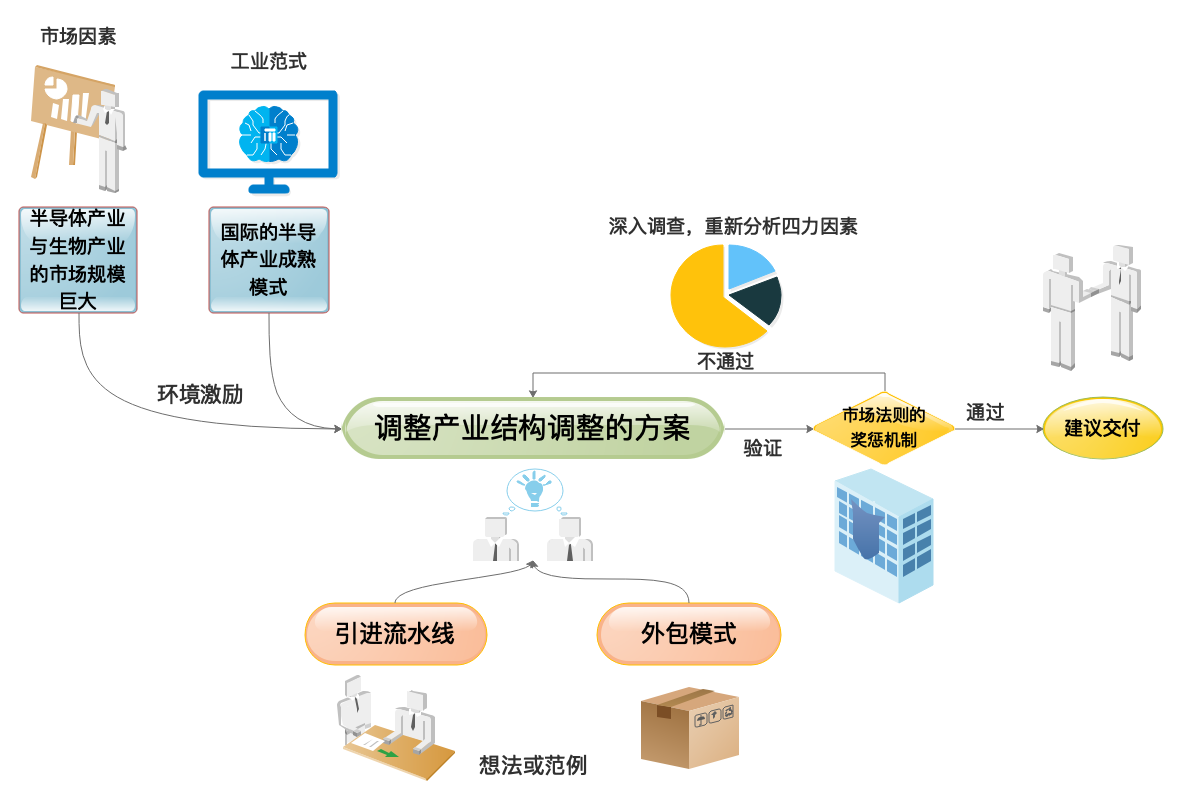 市场因素
工业范式
半导体产业
与生物产业
的市场规模
巨大
国际的半导
体产业成熟
模式
深入调查，重新分析四力因素
不通过
环境激励
调整产业结构调整的方案
验证
市场法则的
奖惩机制
通过
建议交付
引进流水线
外包模式
想法或范例